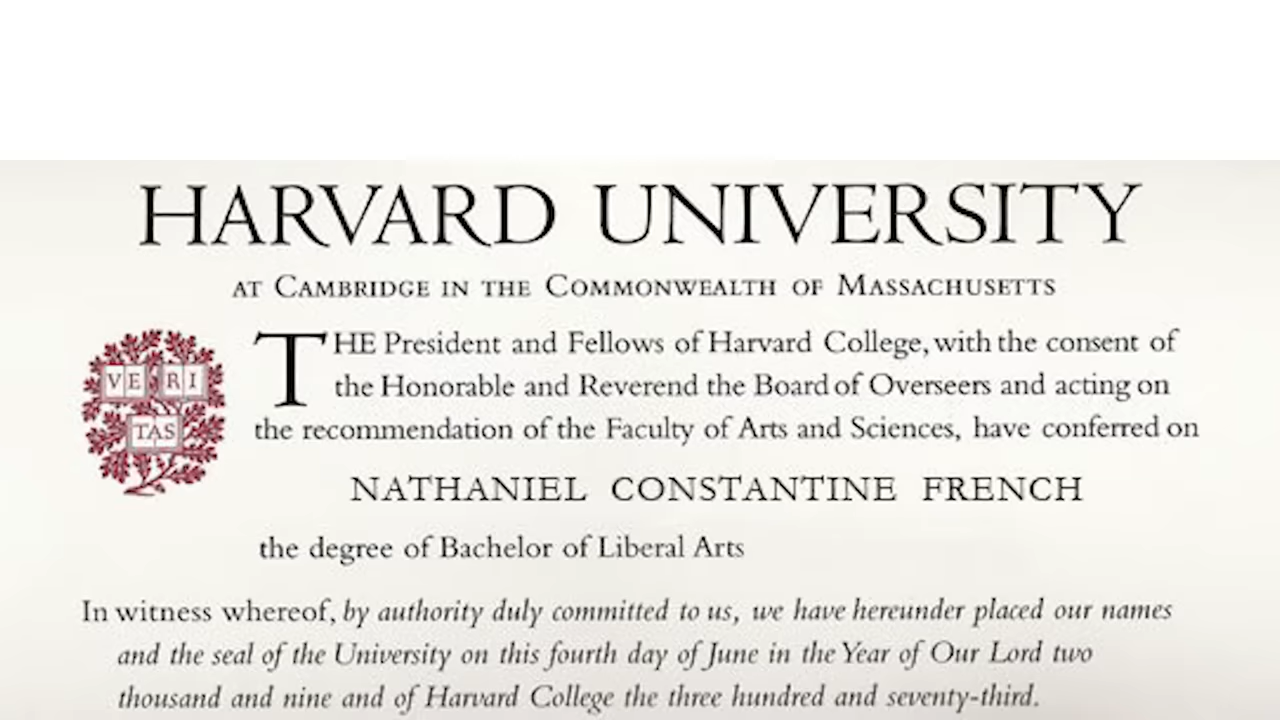 HARVARD UNIVERSITY
AT CAMBRIDGE IN THE COMMONWEALTH OF MASSACHUSETTS
VE RI
TAS
THE President and Fellows of Harvard College, with the consent of
the Honorable and Reverend the Board of Overseers and acting on
the recommendation of the Faculty of Arts and Sciences, have conferred on
NATHANIEL CONSTANTINE FRENCH
the degree of Bachelor of Liberal Arts
In witness whereof, by authority duly committed to us, we have hereunder placed our names
and the seal of the University on this fourth day of June in the Year of Our Lord two
thousand and nine and of Harvard College the three hundred and seventy-third.